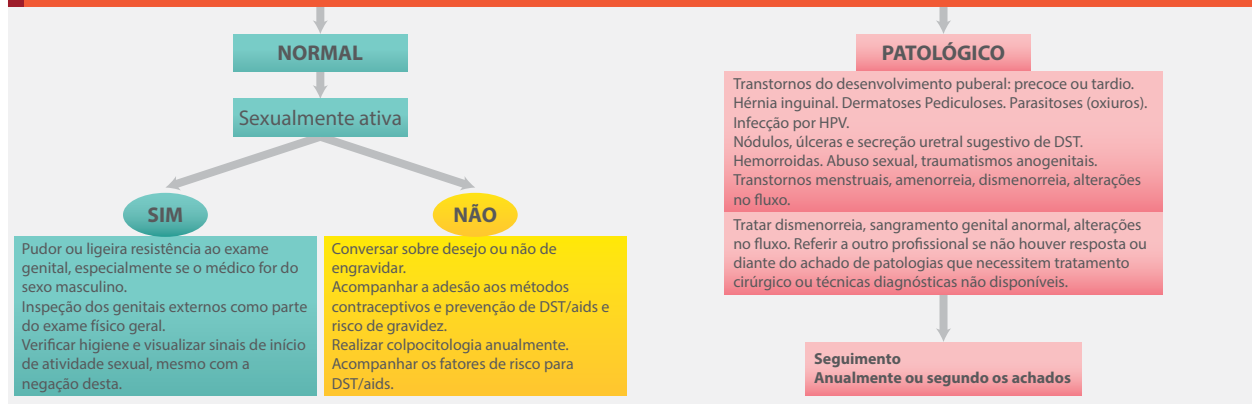 NORMAL
Sexualmente ativa
SIM
Pudor ou ligeira resistência ao exame
genital, especialmente se o médico for do
sexo masculino.
Inspeção dos genitais externos como parte
do exame físico geral.
Verificar higiene e visualizar sinais de início
de atividade sexual, mesmo com a
negação desta.
NÃO
Conversar sobre desejo ou não de
engravidar.
Acompanhar a adesão aos métodos
contraceptivos e prevenção de DST/aids e
risco de gravidez.
Realizar colpocitologia anualmente.
Acompanhar os fatores de risco para
DST/aids.
PATOLÓGICO
Transtornos do desenvolvimento puberal: precoce ou tardio.
Hérnia inguinal. Dermatoses Pediculoses. Parasitoses (oxiuros).
Infecção por HPV.
Nódulos, úlceras e secreção uretral sugestivo de DST.
Hemorroidas. Abuso sexual, traumatismos anogenitais.
Transtornos menstruais, amenorreia, dismenorreia, alterações
no fluxo.
Tratar dismenorreia, sangramento genital anormal, alterações
no fluxo. Referir a outro profissional se não houver resposta ou
diante do achado de patologias que necessitem tratamento
cirúrgico ou técnicas diagnósticas não disponíveis.
Seguimento
Anualmente ou segundo os achados